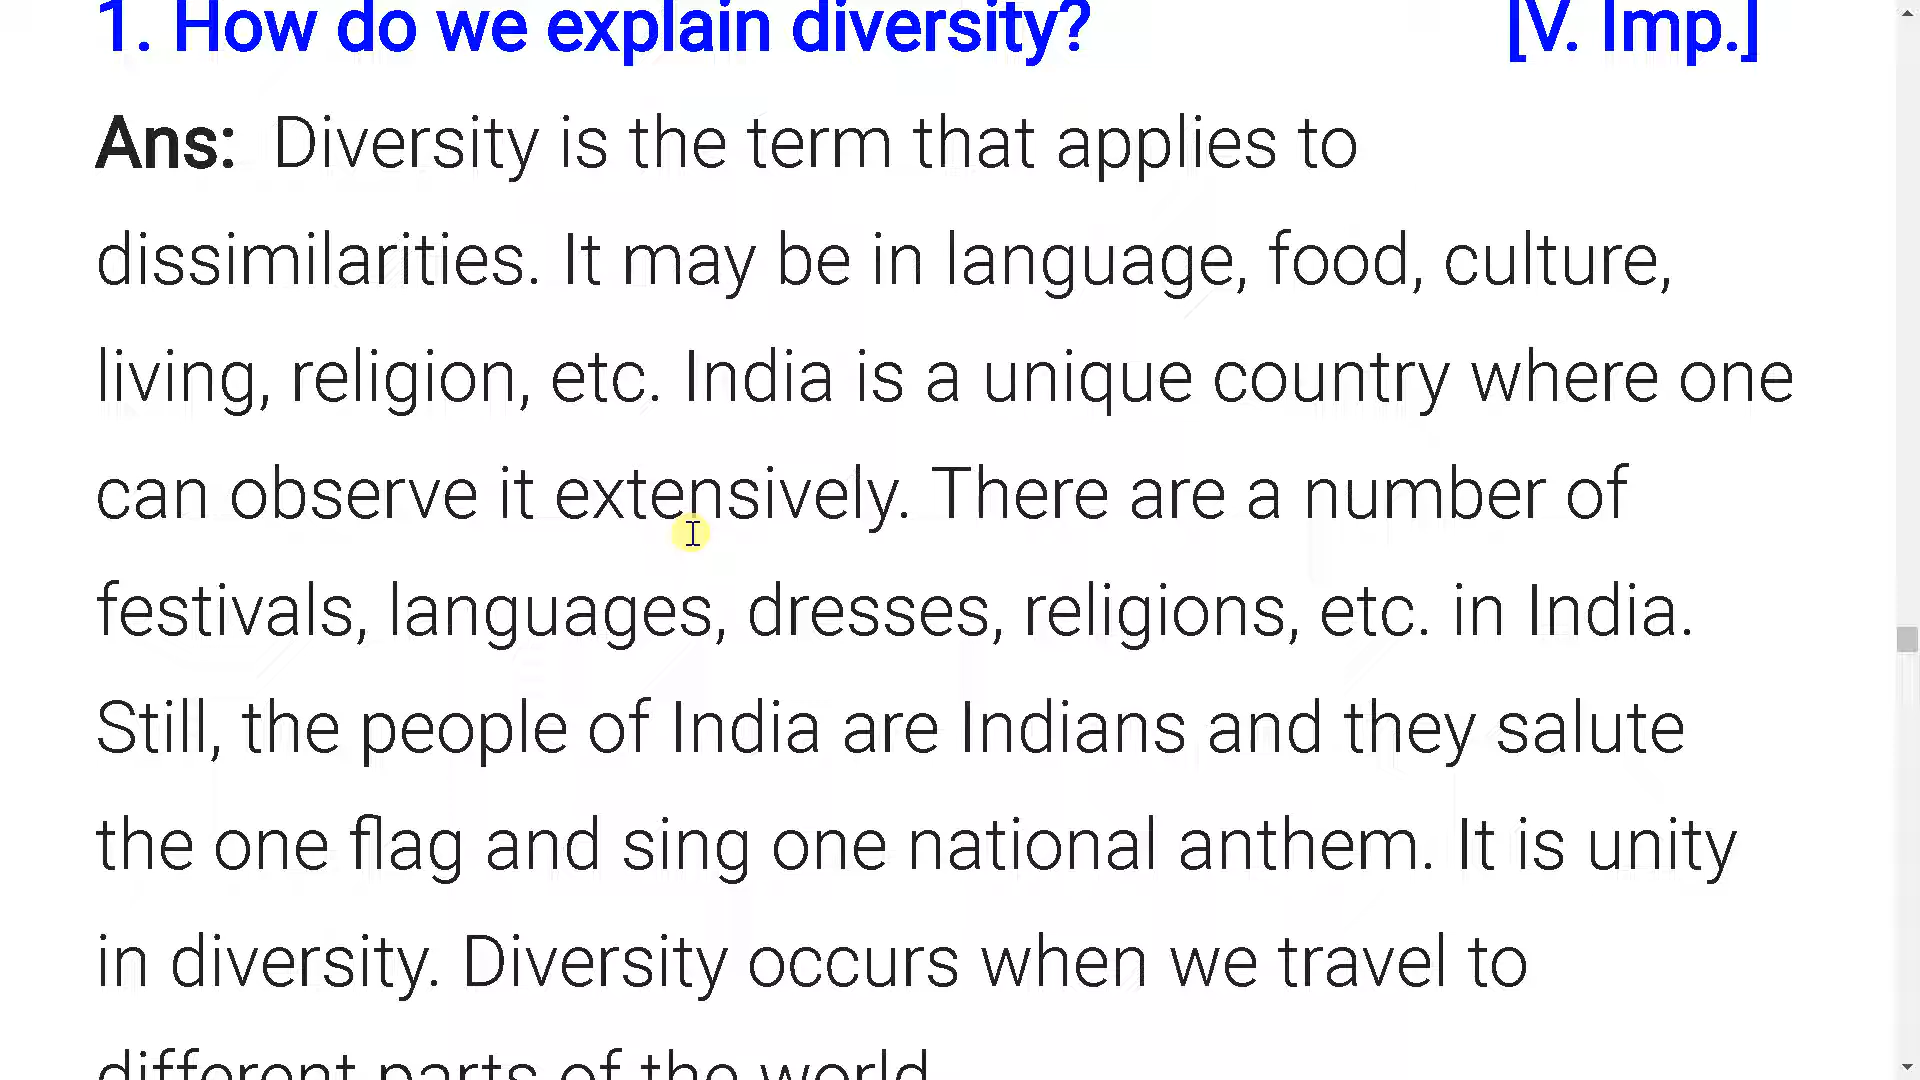 1. How do we explain diversity? [V. Imp.]
Ans: Diversity is the term that applies to
dissimilarities. It may be in language, food, culture,
living, religion, etc. India is a unique country where one
can observe it extensively. There are a number of
festivals, languages, dresses, religions, etc. in India.
Still, the people of India are Indians and they salute
the one flag and sing one national anthem. It is unity
in diversity. Diversity occurs when we travel to
different parts of the world